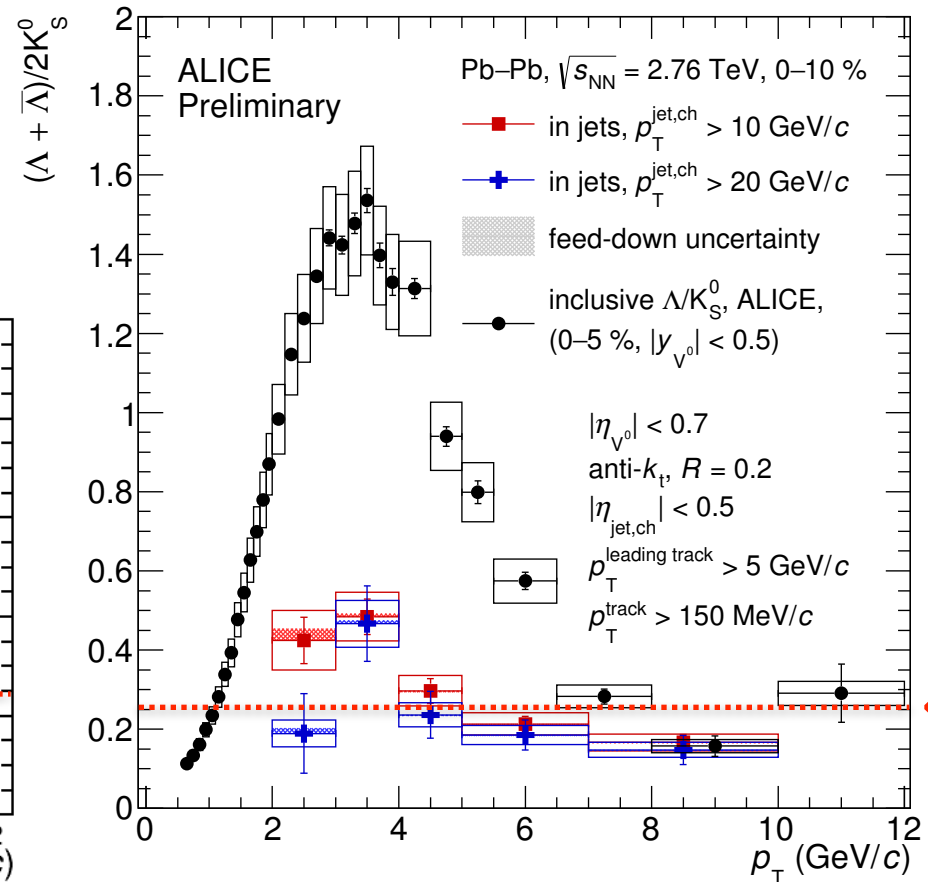 (Λ + Λ̅)/2K⁰_S
2
1.8
1.6
1.4
1.2
1
0.8
0.6
0.4
0.2
0
ALICE
Preliminary
Pb–Pb, √s_NN = 2.76 TeV, 0–10 %
in jets, p_T^jet,ch > 10 GeV/c
in jets, p_T^jet,ch > 20 GeV/c
feed-down uncertainty
inclusive Λ/K⁰_S, ALICE,
(0–5 %, |y_V⁰| < 0.5)
|η_V⁰| < 0.7
anti-k_t, R = 0.2
|η_jet,ch| < 0.5
p_T^leading track > 5 GeV/c
p_T^track > 150 MeV/c
0 2 4 6 8 10 12
p_T (GeV/c)